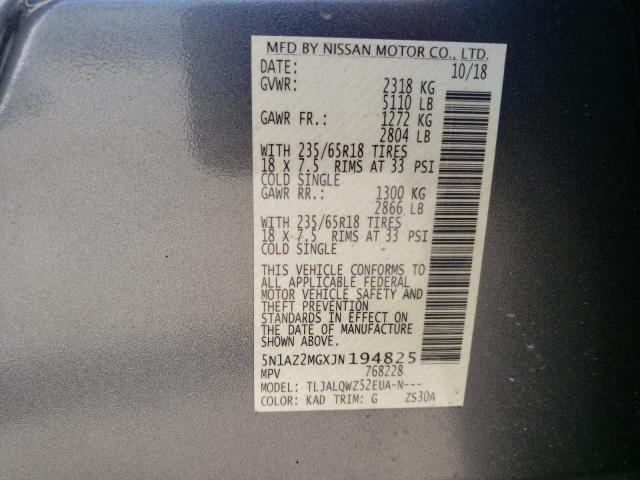 MFD BY NISSAN MOTOR CO., LTD.
DATE: 10/18
GVWR: 2318 KG
5110 LB
GAWR FR.: 1272 KG
2804 LB
WITH 235/65R18 TIRES
18 X 7.5 RIMS AT 33 PSI
COLD SINGLE
GAWR RR.: 1300 KG
2866 LB
WITH 235/65R18 TIRES
18 X 7.5 RIMS AT 33 PSI
COLD SINGLE
THIS VEHICLE CONFORMS TO
ALL APPLICABLE FEDERAL
MOTOR VEHICLE SAFETY AND
THEFT PREVENTION
STANDARDS IN EFFECT ON
THE DATE OF MANUFACTURE
SHOWN ABOVE.
5N1AZ2MGXJN194825
MPV 768228
MODEL: TLJALQWZ52EUA-N---
COLOR: KAD TRIM: G ZS30A